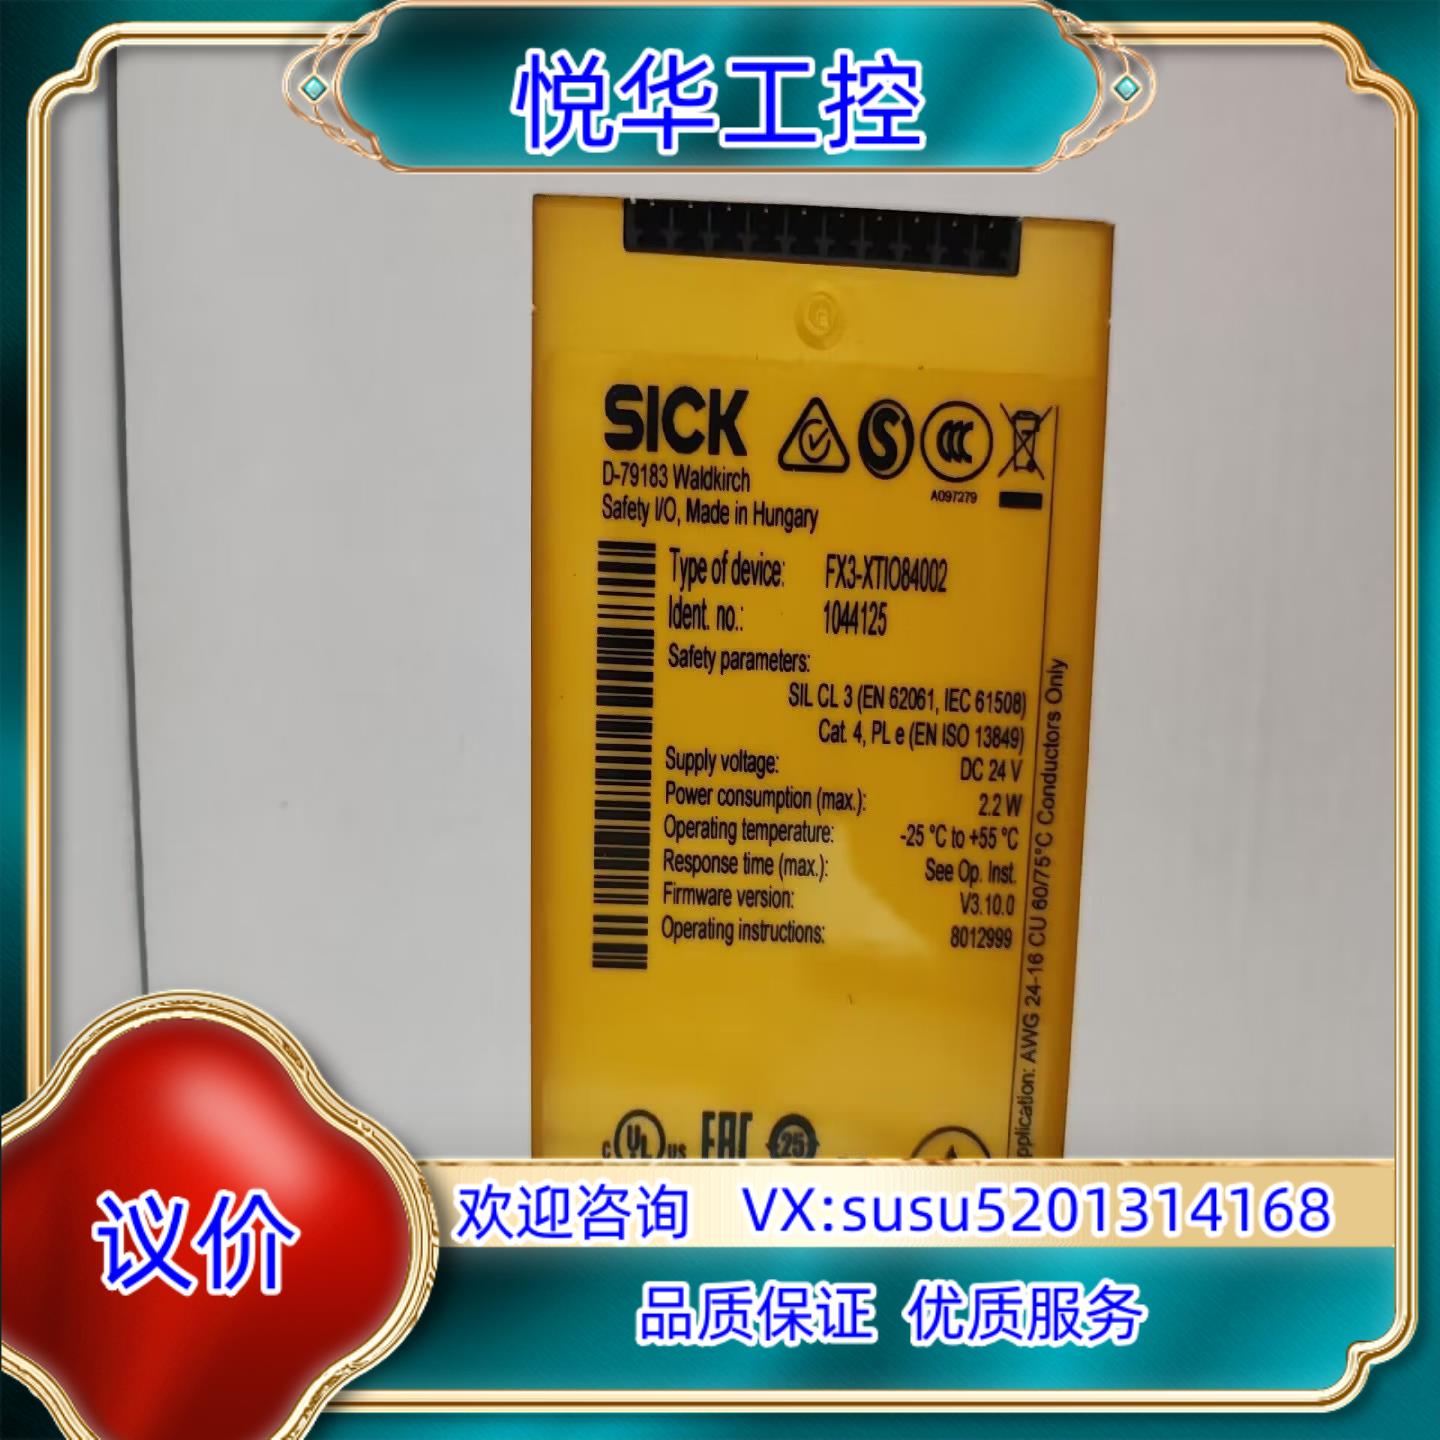 悦华工控
SICK
D-79183 Waldkirch
Safety I/O, Made in Hungary
A097279
Type of device: FX3-XTIO84002
Ident. no.: 1044125
Safety parameters:
SIL CL 3 (EN 62061, IEC 61508)
Cat. 4, PL e (EN ISO 13849)
Supply voltage: DC 24 V
Power consumption (max.): 2.2 W
Operating temperature: -25 °C to +55 °C
Response time (max.): See Op. Inst.
Firmware version: V3.10.0
Operating instructions: 8012999
pplication: AWG 24-16 CU 60/75°C Conductors Only
c UL us EAC 25
议价
欢迎咨询 VX:susu5201314168
品质保证 优质服务